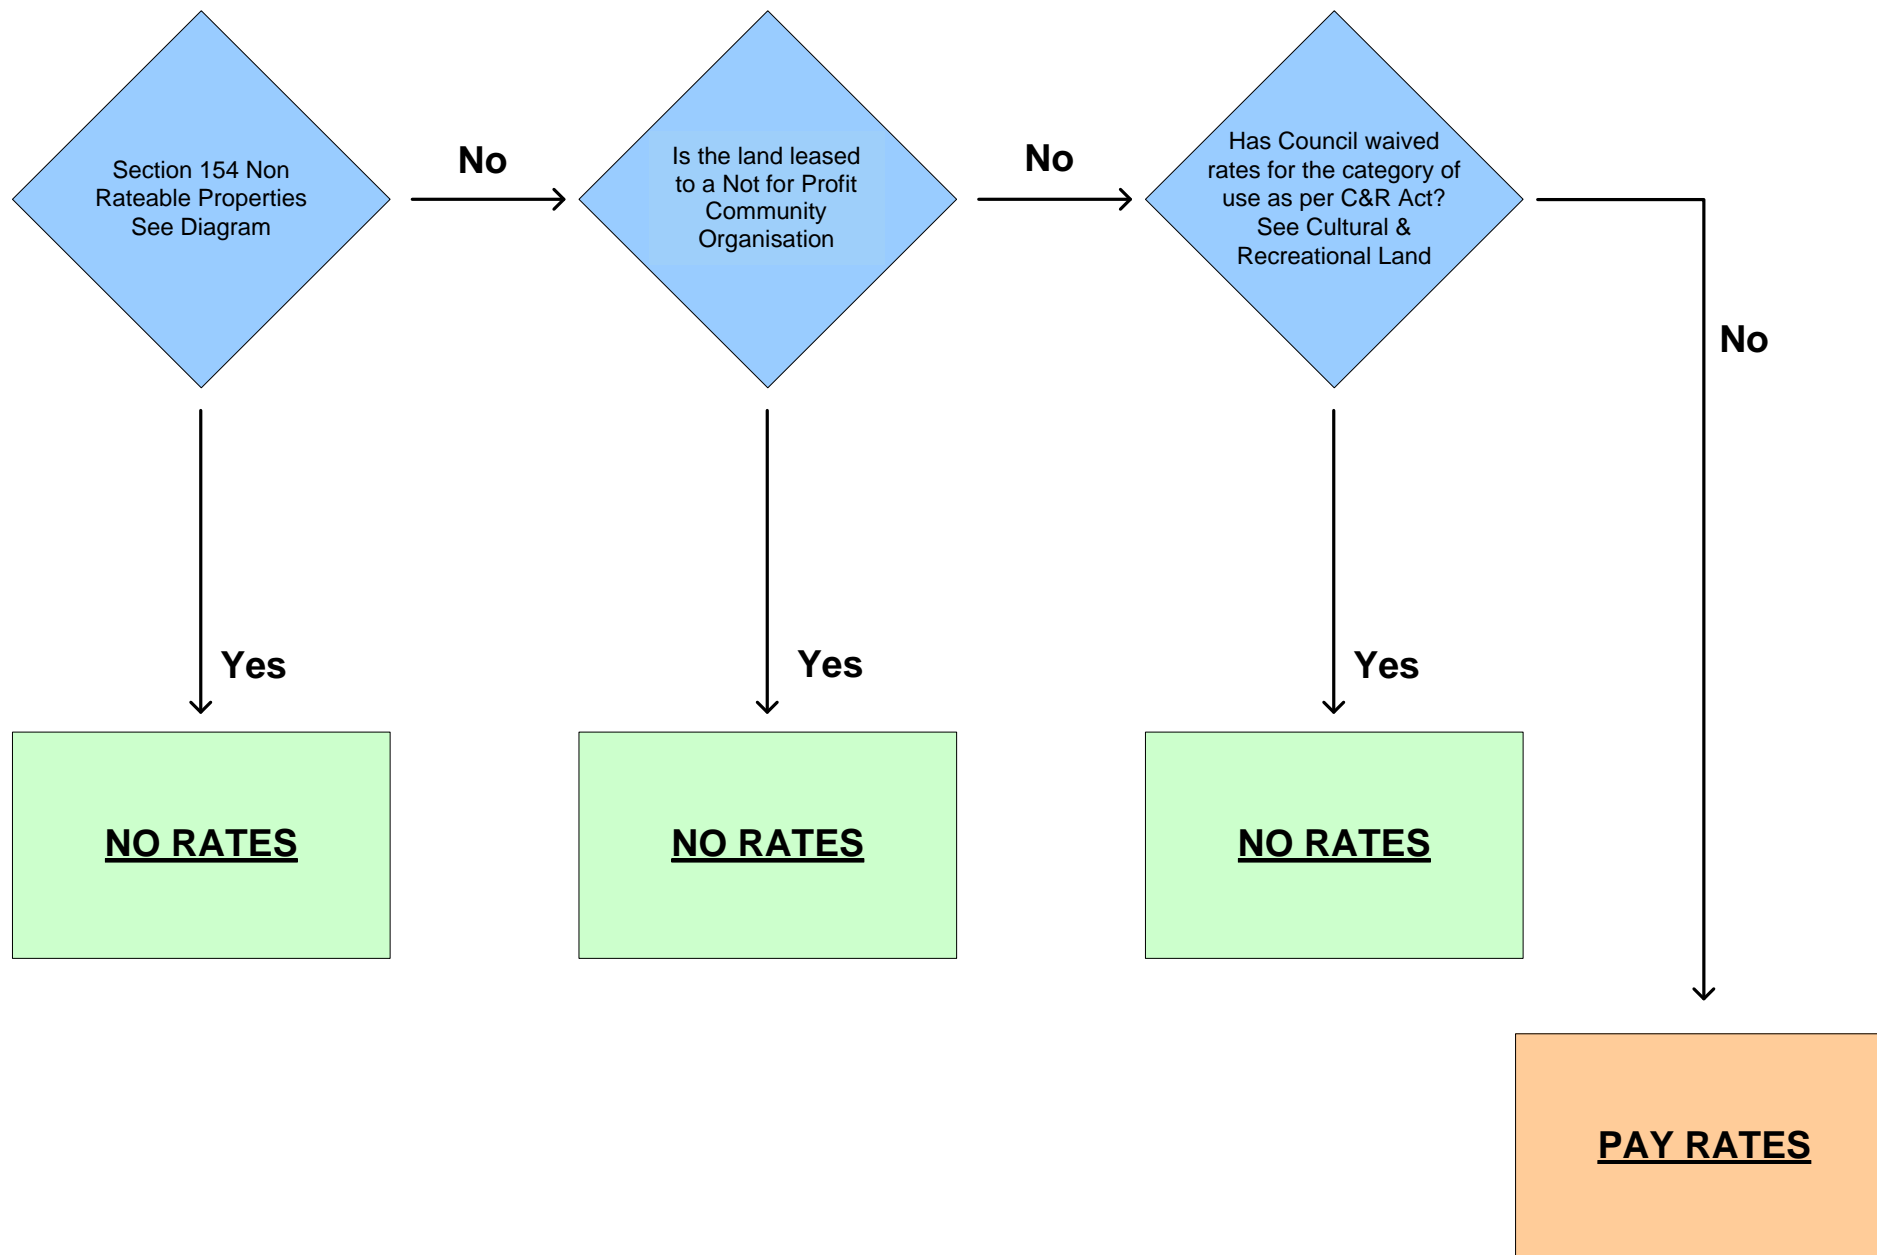 Section 154 Non
Rateable Properties
See Diagram
No
Is the land leased
to a Not for Profit
Community
Organisation
No
Has Council waived
rates for the category of
use as per C&R Act?
See Cultural &
Recreational Land
No
Yes
Yes
Yes
NO RATES
NO RATES
NO RATES
PAY RATES